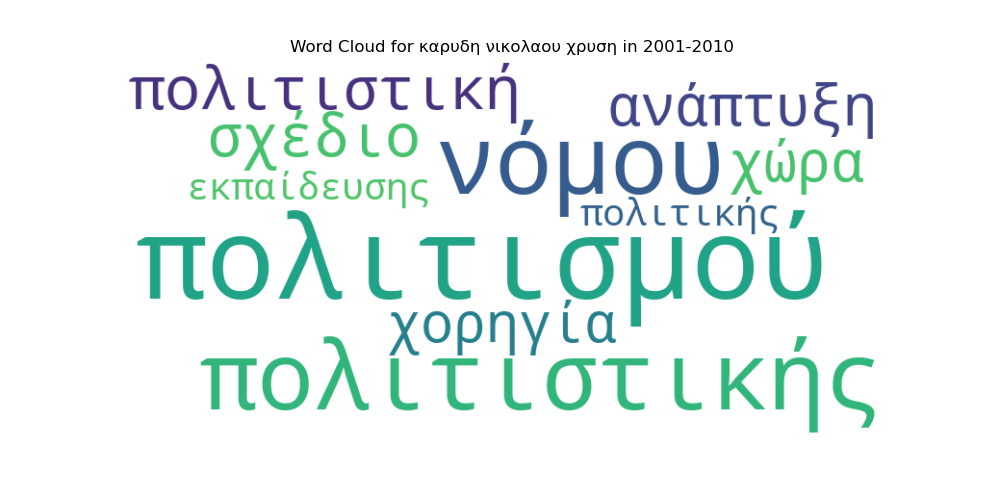 Word Cloud for καρυδη νικολαου χρυση in 2001-2010
πολιτιστική
ανάπτυξη
σχέδιο
νόμου
χώρα
εκπαίδευσης
πολιτικής
πολιτισμού
χορηγία
πολιτιστικής